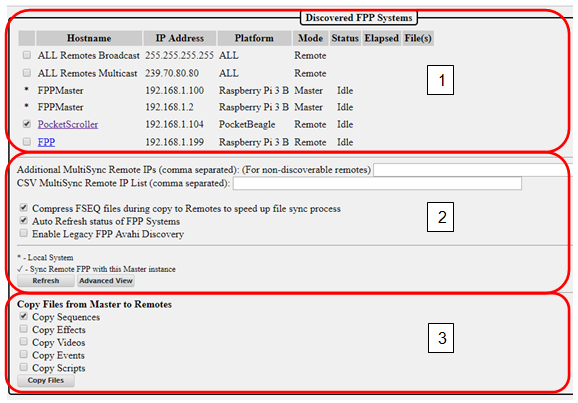 Discovered FPP Systems
Hostname IP Address Platform Mode Status Elapsed File(s)
ALL Remotes Broadcast 255.255.255.255 ALL Remote
ALL Remotes Multicast 239.70.80.80 ALL Remote
* FPPMaster 192.168.1.100 Raspberry Pi 3 B Master Idle
* FPPMaster 192.168.1.2 Raspberry Pi 3 B Master Idle
PocketScroller 192.168.1.104 PocketBeagle Remote Idle
FPP 192.168.1.199 Raspberry Pi 3 B Remote Idle
1
Additional MultiSync Remote IPs (comma separated): (For non-discoverable remotes)
CSV MultiSync Remote IP List (comma separated):
Compress FSEQ files during copy to Remotes to speed up file sync process
Auto Refresh status of FPP Systems
Enable Legacy FPP Avahi Discovery
2
* - Local System
✓ - Sync Remote FPP with this Master instance
Refresh Advanced View
Copy Files from Master to Remotes
Copy Sequences
Copy Effects
Copy Videos
Copy Events
Copy Scripts
3
Copy Files